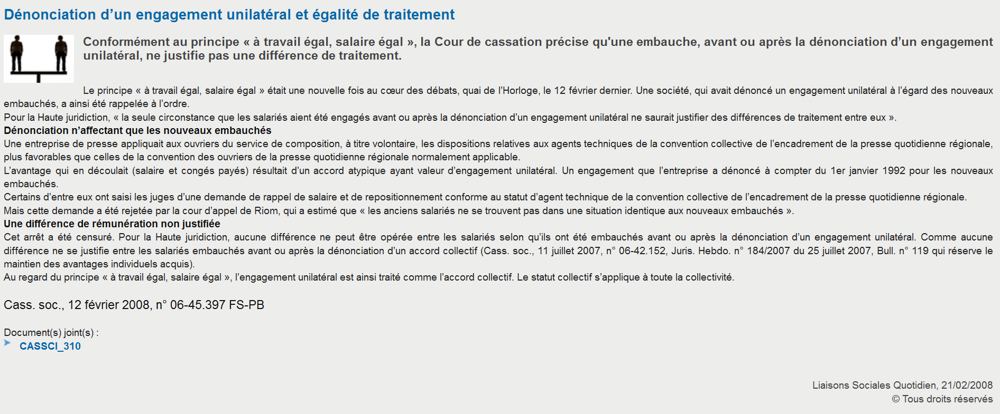 Dénonciation d’un engagement unilatéral et égalité de traitement
Conformément au principe « à travail égal, salaire égal », la Cour de cassation précise qu'une embauche, avant ou après la dénonciation d’un engagement
unilatéral, ne justifie pas une différence de traitement.
Le principe « à travail égal, salaire égal » était une nouvelle fois au cœur des débats, quai de l’Horloge, le 12 février dernier. Une société, qui avait dénoncé un engagement unilatéral à l’égard des nouveaux
embauchés, a ainsi été rappelée à l’ordre.
Pour la Haute juridiction, « la seule circonstance que les salariés aient été engagés avant ou après la dénonciation d’un engagement unilatéral ne saurait justifier des différences de traitement entre eux ».
Dénonciation n’affectant que les nouveaux embauchés
Une entreprise de presse appliquait aux ouvriers du service de composition, à titre volontaire, les dispositions relatives aux agents techniques de la convention collective de l’encadrement de la presse quotidienne régionale,
plus favorables que celles de la convention des ouvriers de la presse quotidienne régionale normalement applicable.
L’avantage qui en découlait (salaire et congés payés) résultait d’un accord atypique ayant valeur d’engagement unilatéral. Un engagement que l’entreprise a dénoncé à compter du 1er janvier 1992 pour les nouveaux
embauchés.
Certains d’entre eux ont saisi les juges d’une demande de rappel de salaire et de repositionnement conforme au statut d’agent technique de la convention collective de l’encadrement de la presse quotidienne régionale.
Mais cette demande a été rejetée par la cour d’appel de Riom, qui a estimé que « les anciens salariés ne se trouvent pas dans une situation identique aux nouveaux embauchés ».
Une différence de rémunération non justifiée
Cet arrêt a été censuré. Pour la Haute juridiction, aucune différence ne peut être opérée entre les salariés selon qu’ils ont été embauchés avant ou après la dénonciation d’un engagement unilatéral. Comme aucune
différence ne se justifie entre les salariés embauchés avant ou après la dénonciation d’un accord collectif (Cass. soc., 11 juillet 2007, n° 06-42.152, Juris. Hebdo. n° 184/2007 du 25 juillet 2007, Bull. n° 119 qui réserve le
maintien des avantages individuels acquis).
Au regard du principe « à travail égal, salaire égal », l’engagement unilatéral est ainsi traité comme l’accord collectif. Le statut collectif s’applique à toute la collectivité.
Cass. soc., 12 février 2008, n° 06-45.397 FS-PB
Document(s) joint(s) :
CASSCI_310
Liaisons Sociales Quotidien, 21/02/2008
© Tous droits réservés